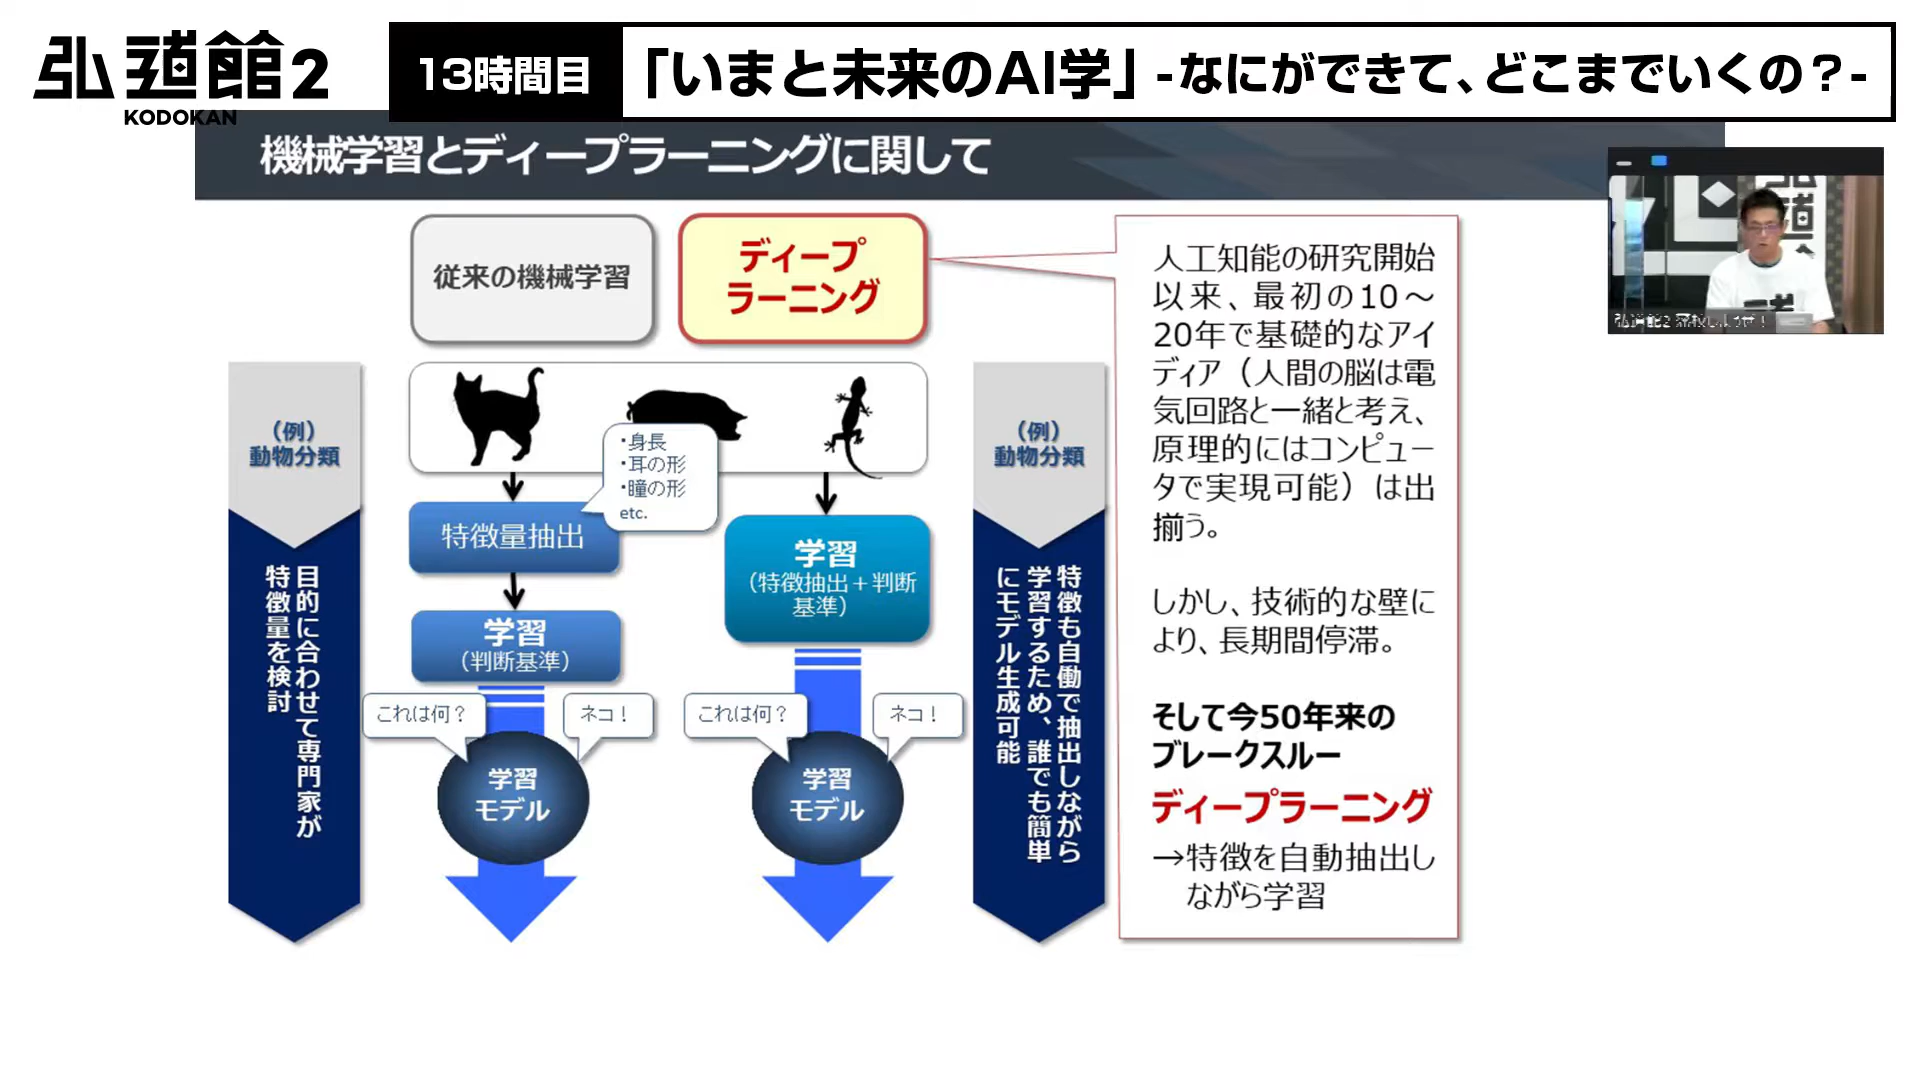 弘道館2
KODOKAN
13時間目
「いまと未来のAI学」-なにができて、どこまでいくの？-
機械学習とディープラーニングに関して
従来の機械学習
ディープ
ラーニング
（例）
動物分類
目的に合わせて専門家が
特徴量を検討
・身長
・耳の形
・瞳の形
etc.
特徴量抽出
学習
（判断基準）
これは何？
ネコ！
学習
モデル
学習
（特徴抽出＋判断
基準）
これは何？
ネコ！
学習
モデル
（例）
動物分類
特徴も自働で抽出しながら
学習するため、誰でも簡単
にモデル生成可能
人工知能の研究開始
以来、最初の10～
20年で基礎的なアイ
ディア（人間の脳は電
気回路と一緒と考え、
原理的にはコンピュー
タで実現可能）は出
揃う。
しかし、技術的な壁に
より、長期間停滞。
そして今50年来の
ブレークスルー
ディープラーニング
→特徴を自動抽出し
ながら学習